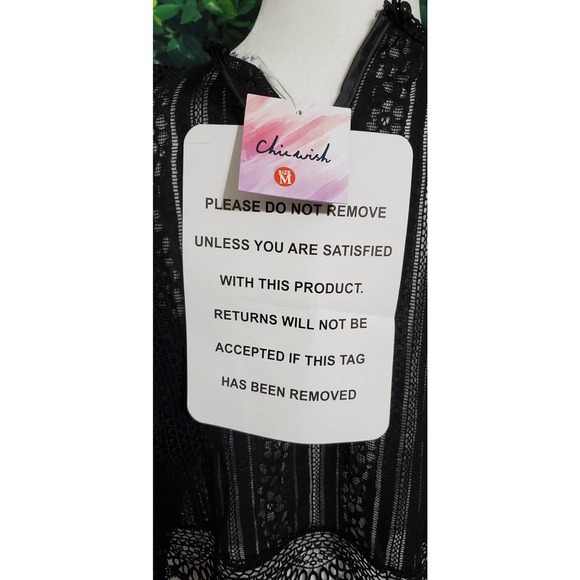 Chicwish
SIZE
M
PLEASE DO NOT REMOVE
UNLESS YOU ARE SATISFIED
WITH THIS PRODUCT.
RETURNS WILL NOT BE
ACCEPTED IF THIS TAG
HAS BEEN REMOVED